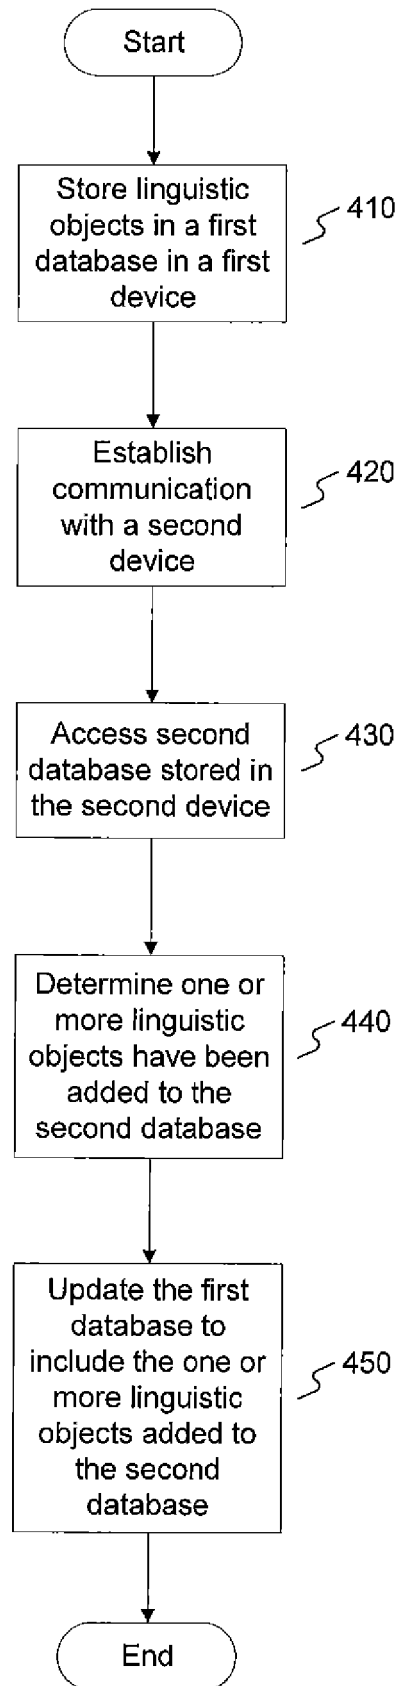 Start
Store linguistic
objects in a first
database in a first
device
410
Establish
communication
with a second
device
420
Access second
database stored in
the second device
430
Determine one or
more linguistic
objects have been
added to the
second database
440
Update the first
database to
include the one or
more linguistic
objects added to
the second
database
450
End